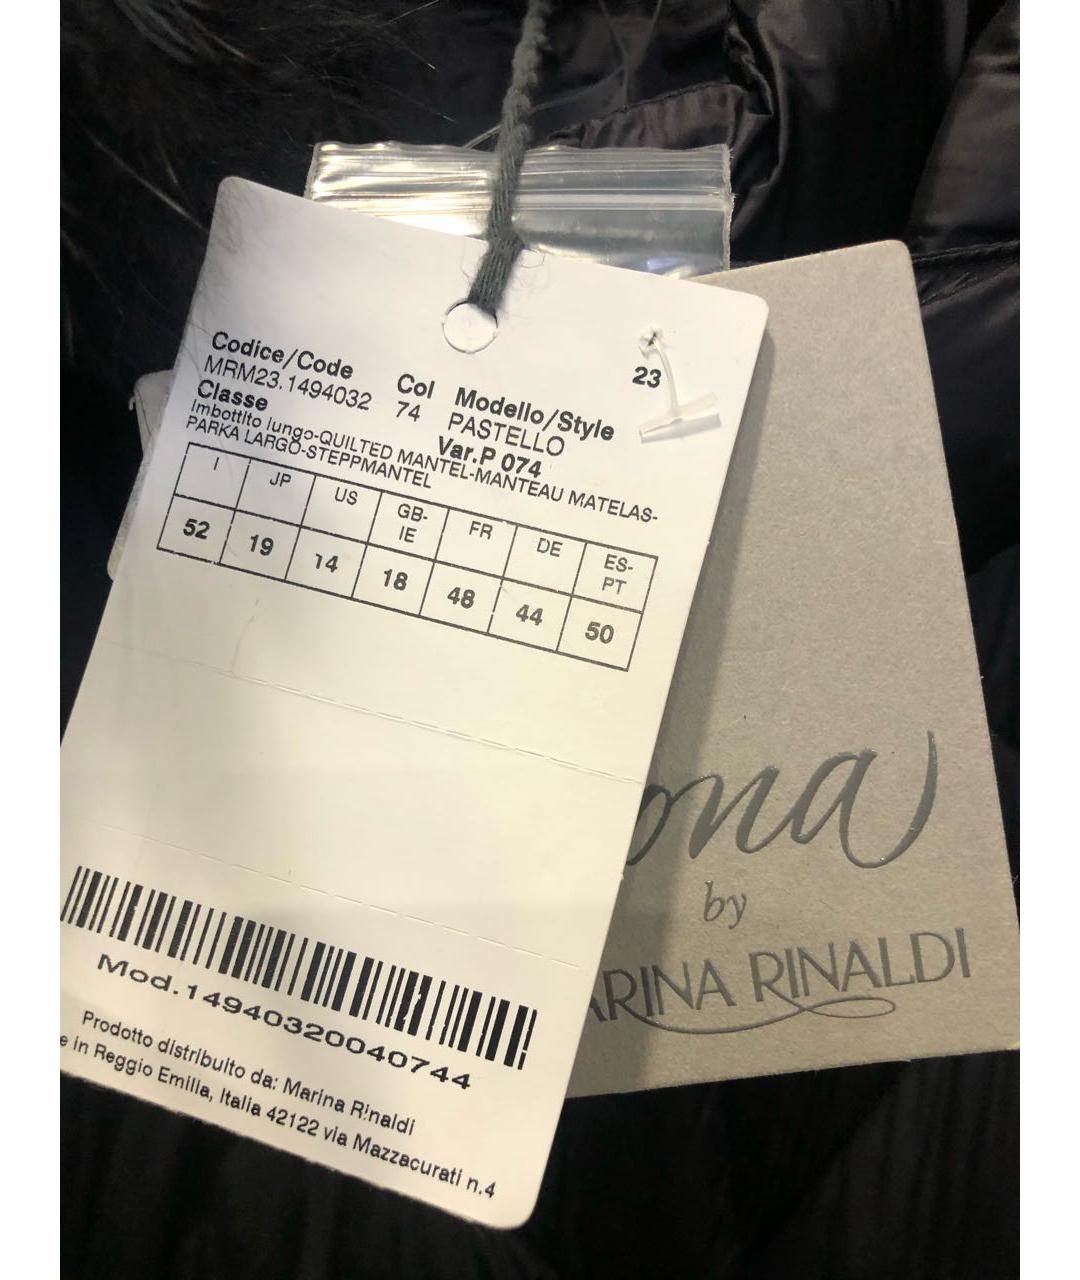 23
Codice/Code
MRM23.1494032
Col
74
Modello/Style
PASTELLO
Classe
Var.P 074
Imbottito lungo-QUILTED MANTEL-MANTEAU MATELAS-
PARKA LARGO-STEPPMANTEL
I JP US GB-IE FR DE ES-PT
52 19 14 18 48 44 50
Mod.14940320040744
Prodotto distribuito da: Marina Rinaldi
e in Reggio Emilia, Italia 42122 via Mazzacurati n.4
ona
by
ARINA RINALDI